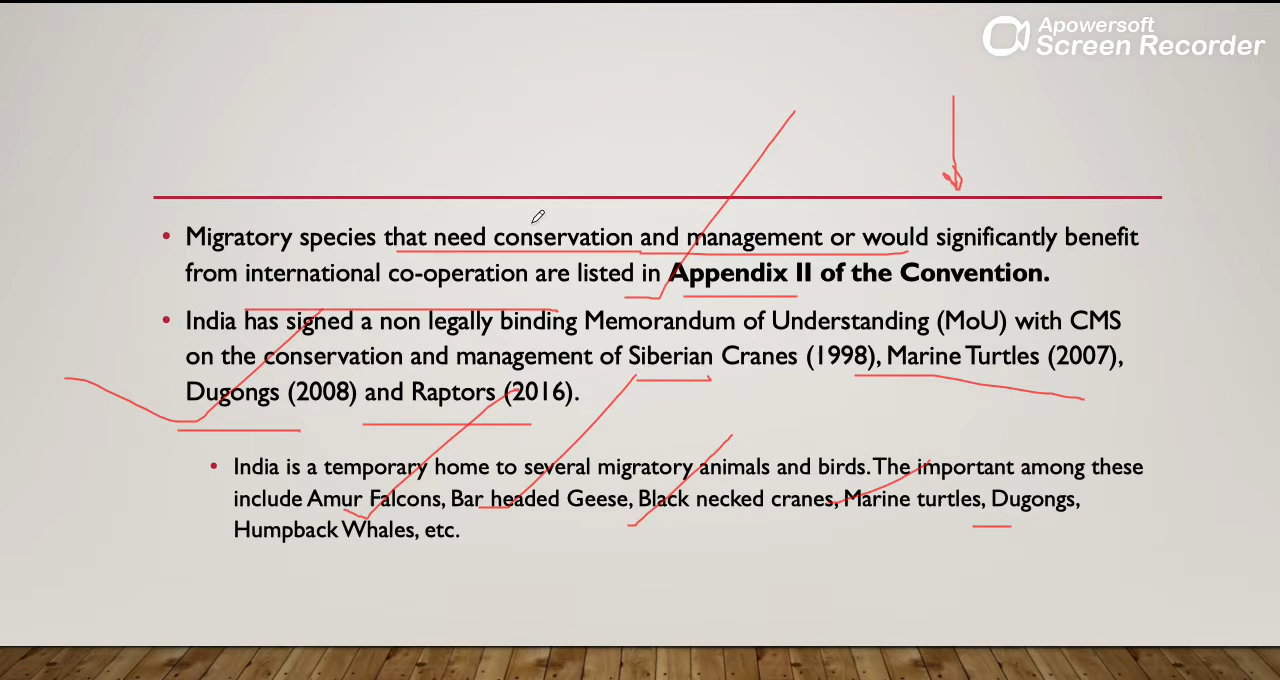 Apowersoft
Screen Recorder
• Migratory species that need conservation and management or would significantly benefit
from international co-operation are listed in Appendix II of the Convention.
• India has signed a non legally binding Memorandum of Understanding (MoU) with CMS
on the conservation and management of Siberian Cranes (1998), Marine Turtles (2007),
Dugongs (2008) and Raptors (2016).
• India is a temporary home to several migratory animals and birds. The important among these
include Amur Falcons, Bar headed Geese, Black necked cranes, Marine turtles, Dugongs,
Humpback Whales, etc.